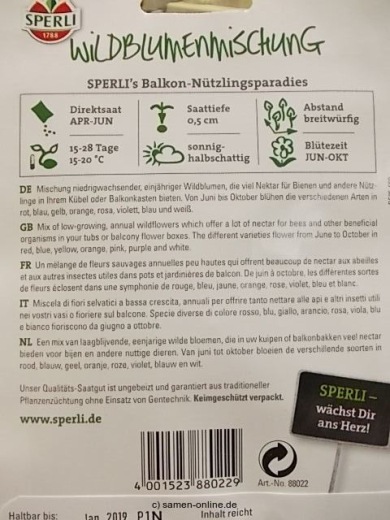 SPERLI
1788
WILDBLUMENMISCHUNG
SPERLI's Balkon-Nützlingsparadies
Direktsaat
APR-JUN
Saattiefe
0,5 cm
Abstand
breitwürfig
15-28 Tage
15-20 °C
sonnig-
halbschattig
Blütezeit
JUN-OKT
DE Mischung niedrigwachsender, einjähriger Wildblumen, die viel Nektar für Bienen und andere Nütz-
linge in Ihrem Kübel oder Balkonkasten bieten. Von Juni bis Oktober blühen die verschiedenen Arten in
rot, blau, gelb, orange, rosa, violett, blau und weiß.
GB Mix of low-growing, annual wildflowers which offer a lot of nectar for bees and other beneficial
organisms in your tubs or balcony flower boxes. The different varieties flower from June to October in
red, blue, yellow, orange, pink, purple and white.
FR Un mélange de fleurs sauvages annuelles peu hautes qui offrent beaucoup de nectar aux abeilles
et aux autres insectes utiles dans pots et jardinières de balcon. De juin à octobre, les différentes sortes
de fleurs éclosent dans une symphonie de rouge, bleu, jaune, orange, rose, violet, bleu et blanc.
IT Miscela di fiori selvatici a bassa crescita, annuali per offrire tanto nettare alle api e altri insetti utili
nei vostri vasi o fioriere sul balcone. Specie diverse di colore rosso, blu, giallo, arancio, rosa, viola, blu
e bianco fioriscono da giugno a ottobre.
NL Een mix van laagblijvende, eenjarige wilde bloemen, die in uw kuipen of balkonbakken veel nectar
bieden voor bijen en andere nuttige dieren. Van juni tot oktober bloeien de verschillende soorten in
rood, blauw, geel, oranje, roze, violet, blauw en wit.
Unser Qualitäts-Saatgut ist ungebeizt und garantiert aus traditioneller
Pflanzenzüchtung ohne Einsatz von Gentechnik. Keimgeschützt verpackt.
www.sperli.de
SPERLI –
wächst Dir
ans Herz!
4 001523 880229
Art.-No. 88022
c) samen-online.de
Haltbar bis: Jan 2019 P1N Inhalt reicht